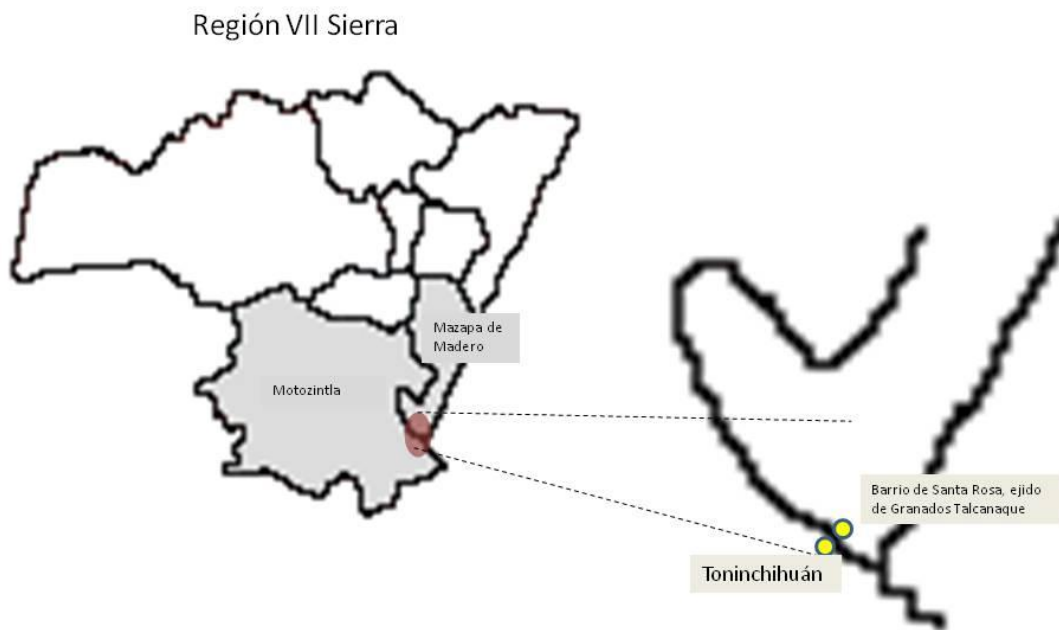 Región VII Sierra
Mazapa de
Madero
Motozintla
Barrio de Santa Rosa, ejido
de Granados Talcanaque
Toninchihuán